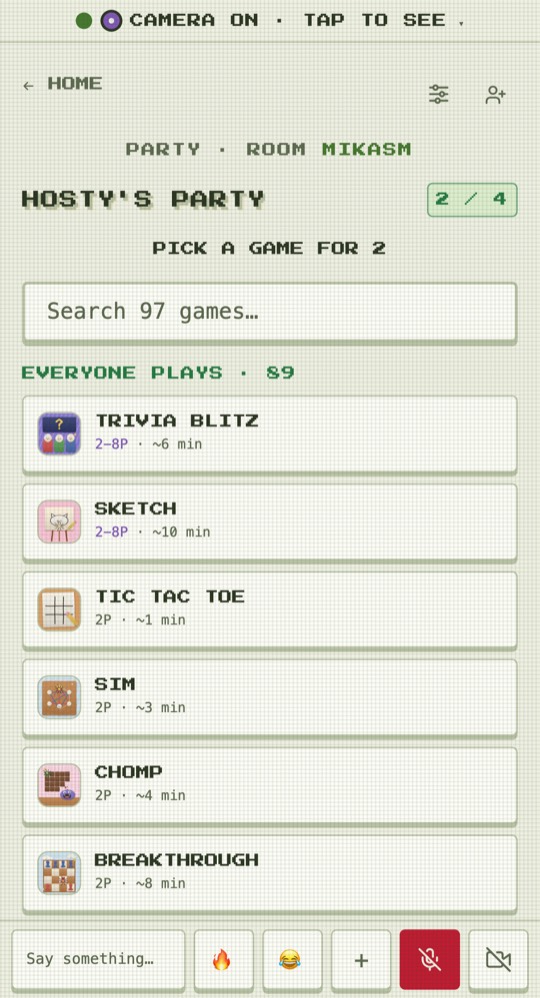 CAMERA ON · TAP TO SEE
← HOME
PARTY · ROOM MIKASM
HOSTY'S PARTY
2 / 4
PICK A GAME FOR 2
Search 97 games…
EVERYONE PLAYS · 89
TRIVIA BLITZ
2–8P · ~6 min
SKETCH
2–8P · ~10 min
TIC TAC TOE
2P · ~1 min
SIM
2P · ~3 min
CHOMP
2P · ~4 min
BREAKTHROUGH
2P · ~8 min
Say something…
+